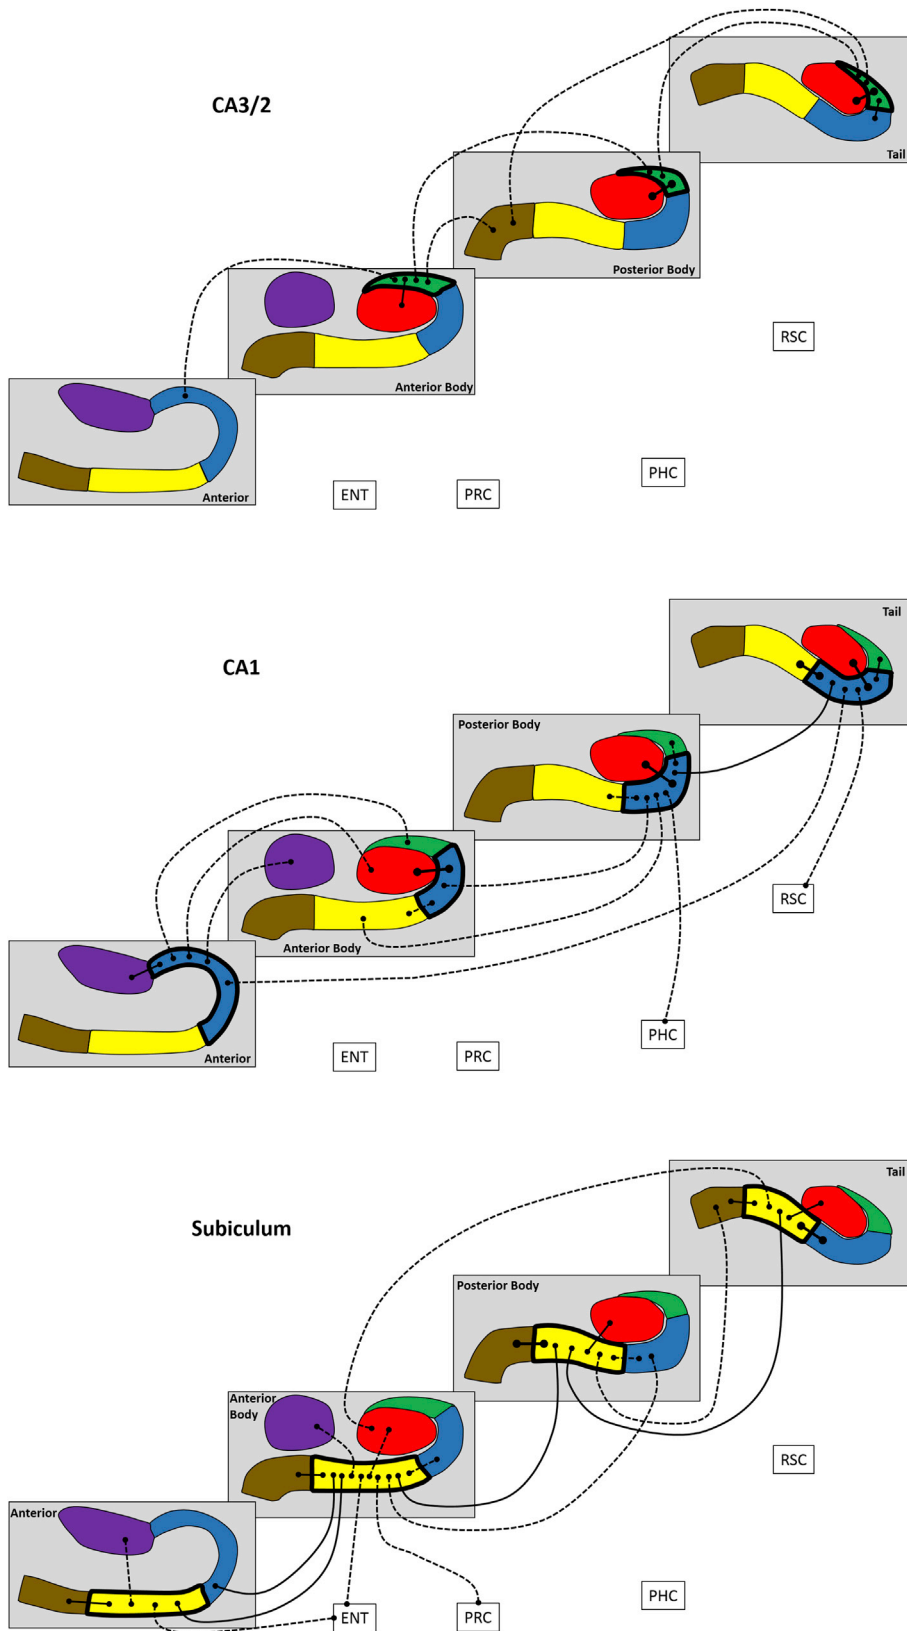 CA3/2
Tail
Posterior Body
RSC
Anterior Body
PHC
ENT
PRC
Anterior
Tail
CA1
Posterior Body
RSC
Anterior Body
PHC
ENT
PRC
Anterior
Tail
Subiculum
Posterior Body
Anterior
Body
RSC
Anterior
PHC
ENT
PRC